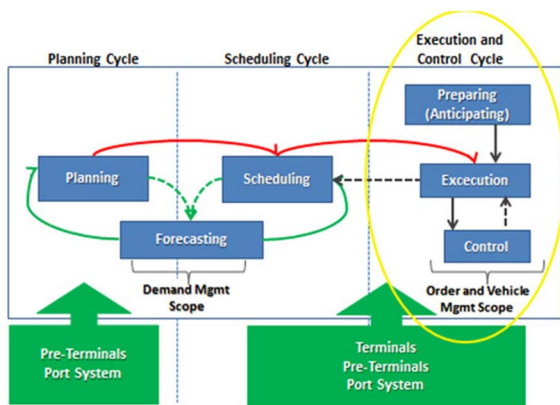 Planning Cycle
Scheduling Cycle
Execution and
Control Cycle
Preparing
(Anticipating)
Planning
Scheduling
Excecution
Forecasting
Control
Demand Mgmt
Scope
Order and Vehicle
Mgmt Scope
Pre-Terminals
Port System
Terminals
Pre-Terminals
Port System